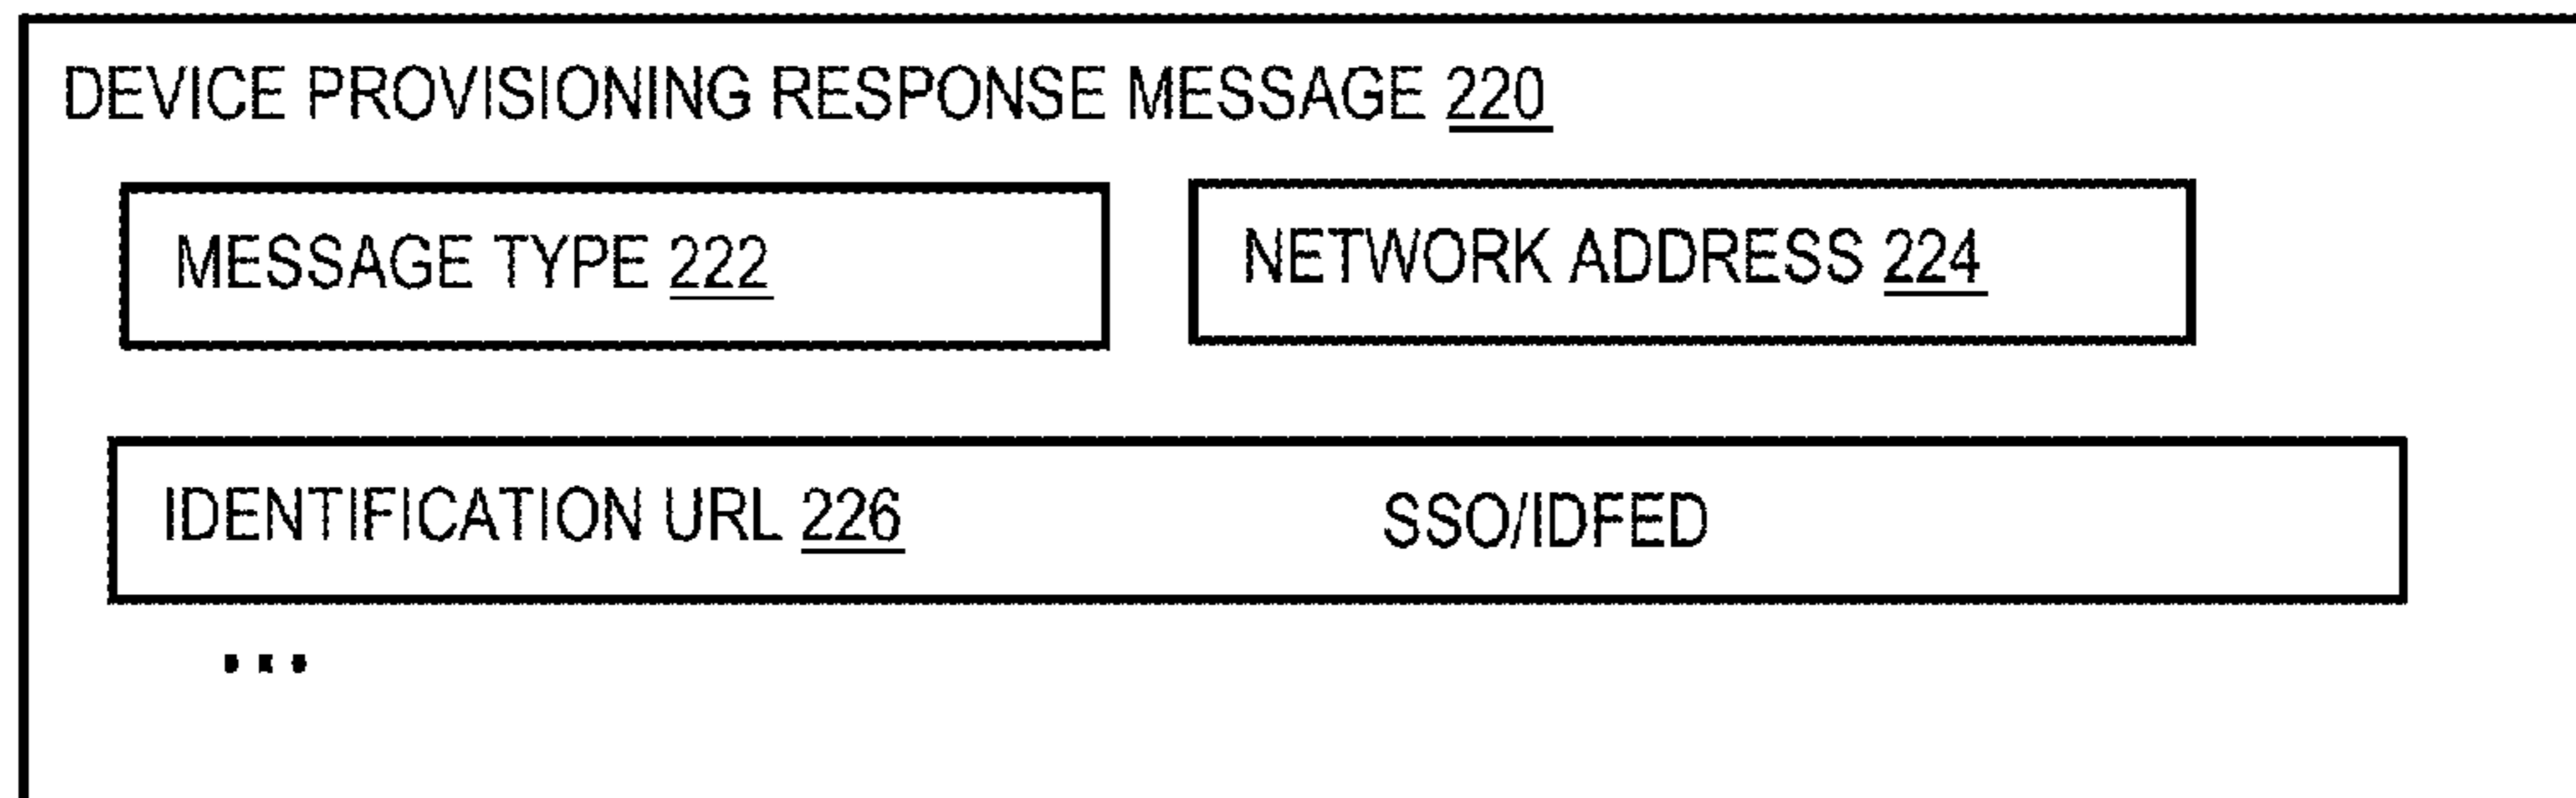 DEVICE PROVISIONING RESPONSE MESSAGE 220
MESSAGE TYPE 222
NETWORK ADDRESS 224
IDENTIFICATION URL 226 SSO/IDFED
...